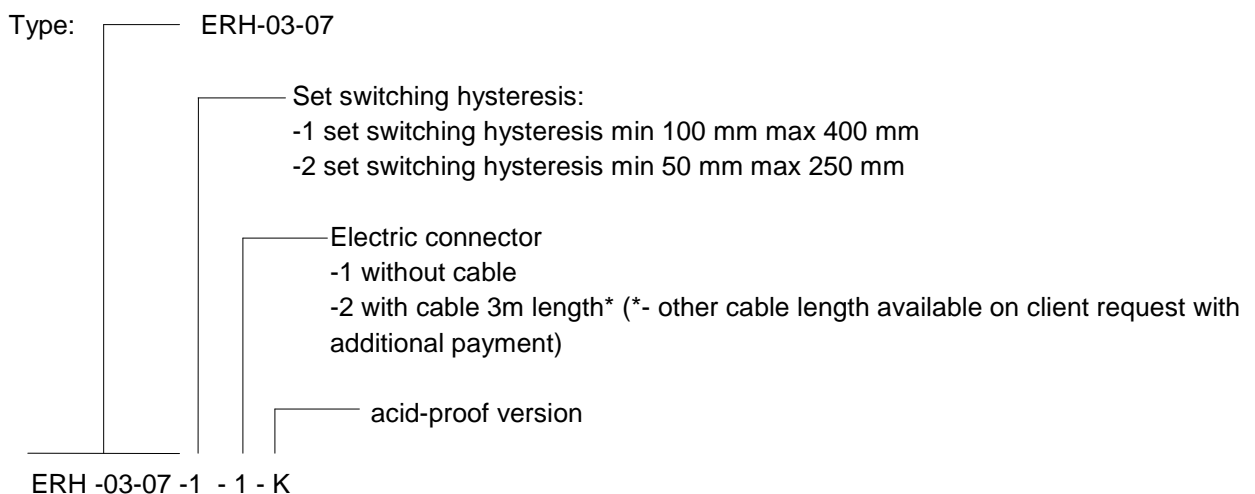 Type: ERH-03-07
Set switching hysteresis:
-1 set switching hysteresis min 100 mm max 400 mm
-2 set switching hysteresis min 50 mm max 250 mm
Electric connector
-1 without cable
-2 with cable 3m length* (*- other cable length available on client request with
additional payment)
acid-proof version
ERH -03-07 -1 - 1 - K